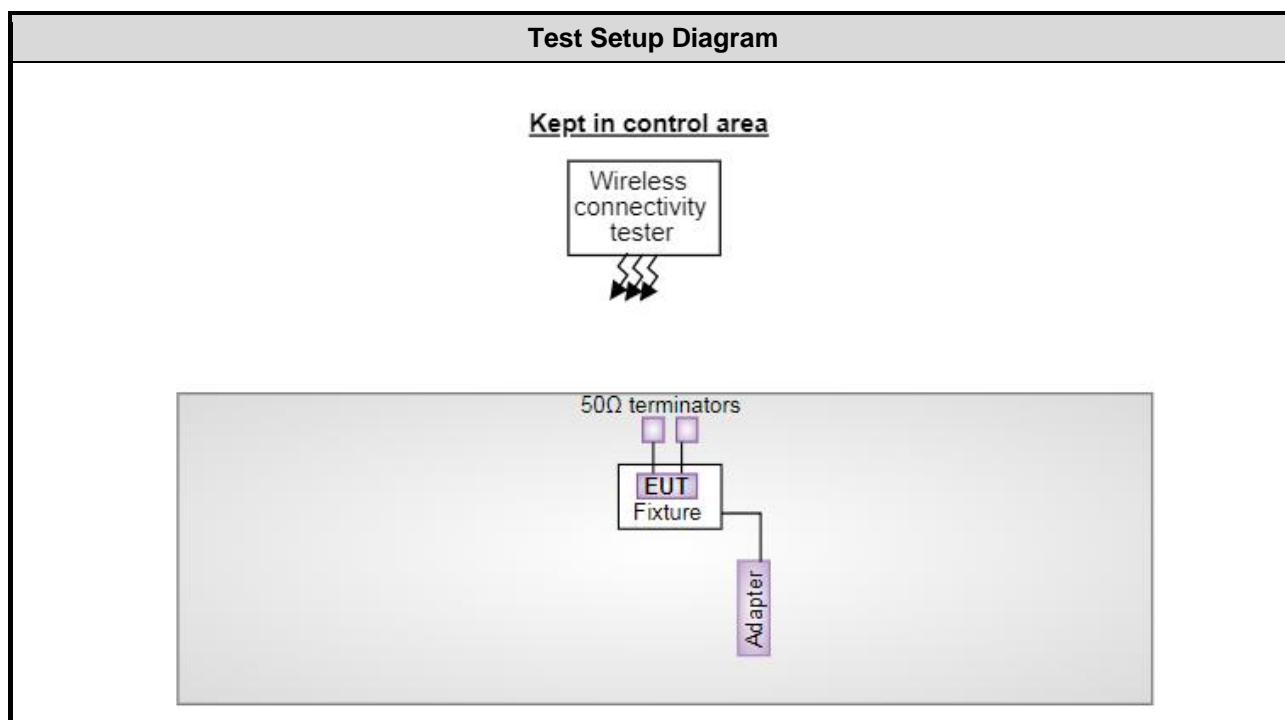 Test Setup Diagram
Kept in control area
Wireless
connectivity
tester
50Ω terminators
EUT
Fixture
Adapter